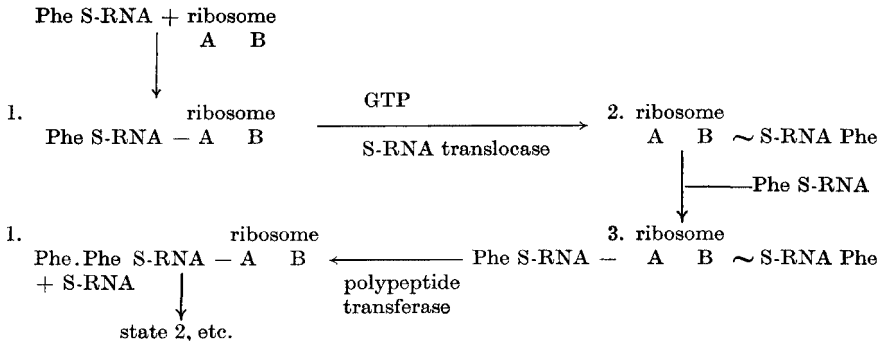 Phe S-RNA + ribosome
A B
1. ribosome
Phe S-RNA – A B
GTP
S-RNA translocase
2. ribosome
A B ~ S-RNA Phe
Phe S-RNA
3. ribosome
Phe S-RNA – A B ~ S-RNA Phe
polypeptide
transferase
1. ribosome
Phe.Phe S-RNA – A B
+ S-RNA
state 2, etc.